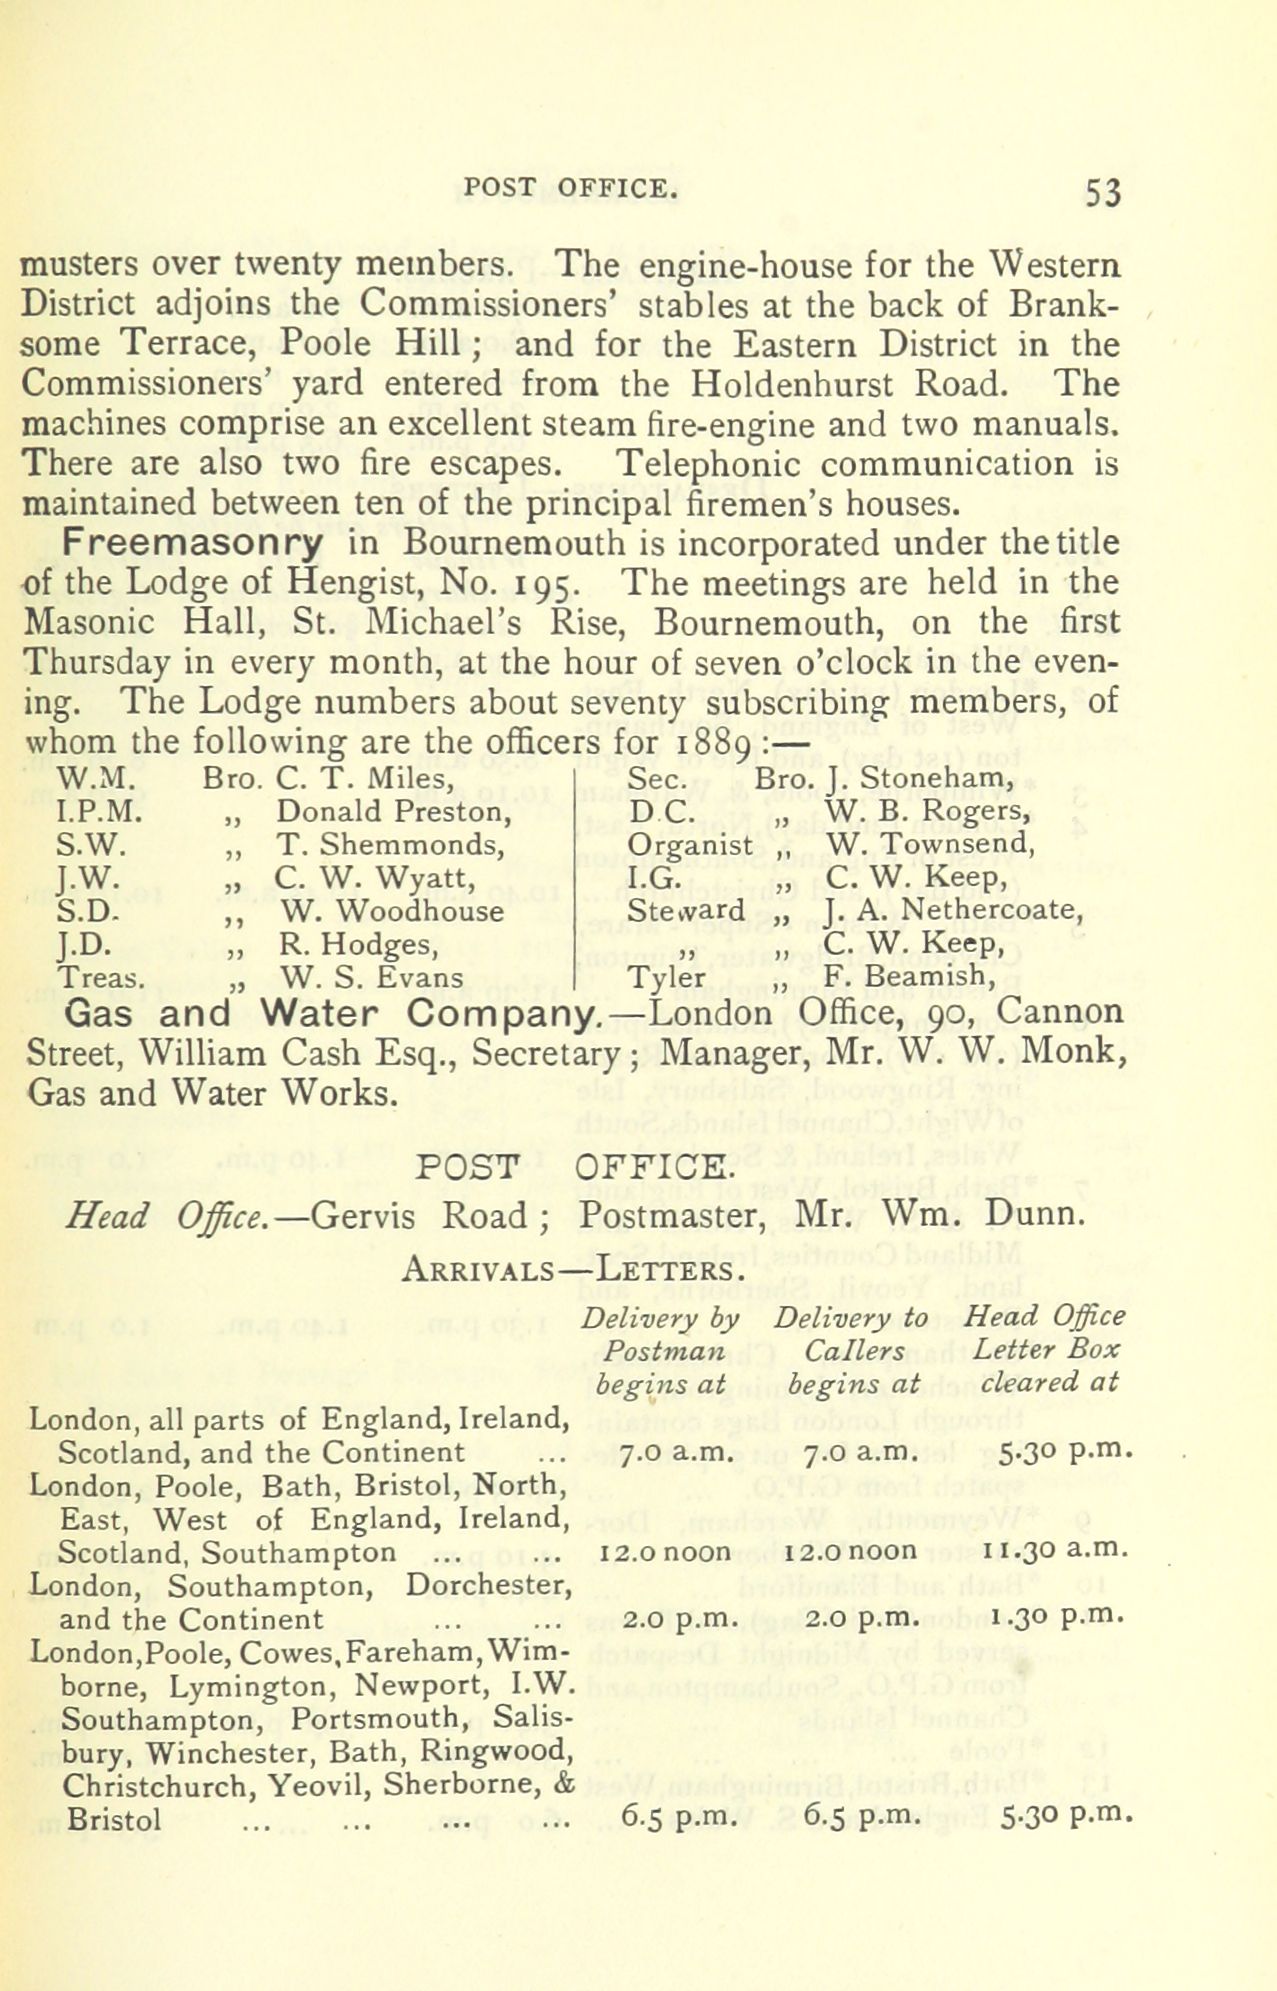 POST OFFICE. 53
musters over twenty members. The engine-house for the Western
District adjoins the Commissioners' stables at the back of Brank-
some Terrace, Poole Hill; and for the Eastern District in the
Commissioners' yard entered from the Holdenhurst Road. The
machines comprise an excellent steam fire-engine and two manuals.
There are also two fire escapes. Telephonic communication is
maintained between ten of the principal firemen's houses.
Freemasonry in Bournemouth is incorporated under the title
of the Lodge of Hengist, No. 195. The meetings are held in the
Masonic Hall, St. Michael's Rise, Bournemouth, on the first
Thursday in every month, at the hour of seven o'clock in the even-
ing. The Lodge numbers about seventy subscribing members, of
whom the following are the officers for 1889:—
W.M. Bro. C. T. Miles,
I.P.M. „ Donald Preston,
S.W. „ T. Shemmonds,
J.W. „ C. W. Wyatt,
S.D. „ W. Woodhouse
J.D. „ R. Hodges,
Treas. „ W. S. Evans
Sec. Bro. J. Stoneham,
D.C. „ W. B. Rogers,
Organist „ W. Townsend,
I.G. „ C. W. Keep,
Steward „ J. A. Nethercoate,
„ „ C. W. Keep,
Tyler „ F. Beamish,
Gas and Water Company.—London Office, 90, Cannon
Street, William Cash Esq., Secretary; Manager, Mr. W. W. Monk,
Gas and Water Works.
POST OFFICE.
Head Office.—Gervis Road; Postmaster, Mr. Wm. Dunn.
ARRIVALS—LETTERS.
Delivery by Delivery to Head Office
Postman Callers Letter Box
begins at begins at cleared at
London, all parts of England, Ireland,
Scotland, and the Continent ... 7.0 a.m. 7.0 a.m. 5.30 p.m.
London, Poole, Bath, Bristol, North,
East, West of England, Ireland,
Scotland, Southampton ... ... 12.0 noon 12.0 noon 11.30 a.m.
London, Southampton, Dorchester,
and the Continent ... ... 2.0 p.m. 2.0 p.m. 1.30 p.m.
London, Poole, Cowes, Fareham, Wim-
borne, Lymington, Newport, I.W.
Southampton, Portsmouth, Salis-
bury, Winchester, Bath, Ringwood,
Christchurch, Yeovil, Sherborne, &
Bristol ... ... ... ... 6.5 p.m. 6.5 p.m. 5.30 p.m.